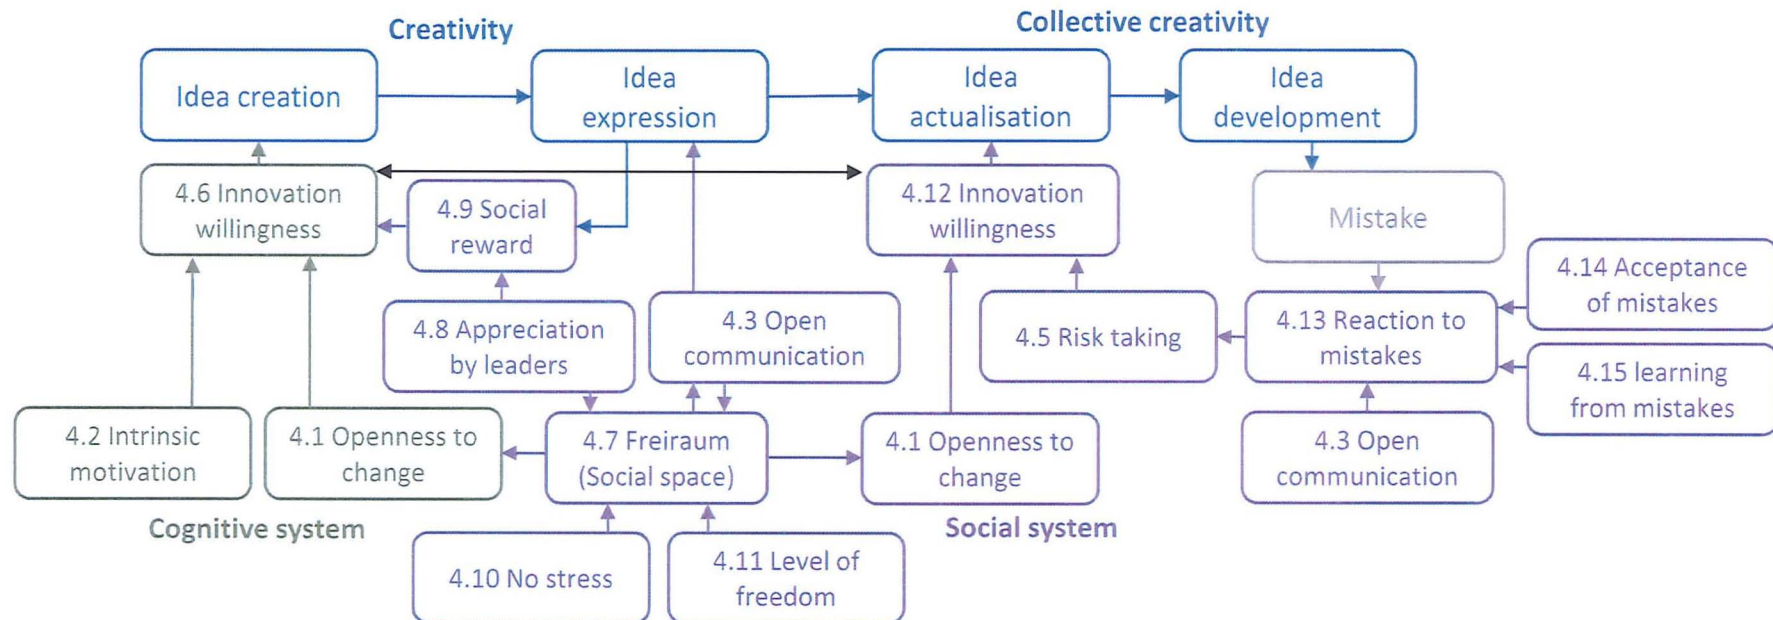 Creativity
Collective creativity
Idea creation
Idea
expression
Idea
actualisation
Idea
development
4.6 Innovation
willingness
4.9 Social
reward
4.12 Innovation
willingness
Mistake
4.8 Appreciation
by leaders
4.3 Open
communication
4.5 Risk taking
4.13 Reaction to
mistakes
4.14 Acceptance
of mistakes
4.15 learning
from mistakes
4.2 Intrinsic
motivation
4.1 Openness to
change
4.7 Freiraum
(Social space)
4.1 Openness to
change
4.3 Open
communication
Cognitive system
Social system
4.10 No stress
4.11 Level of
freedom